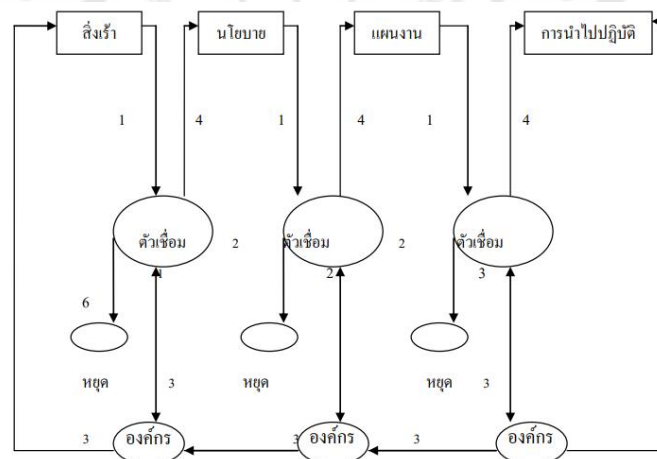 สิ่งเร้า นโยบาย แผนงาน การนำไปปฏิบัติ
1 4 1 4 1 4
ตัวเชื่อม 2 ตัวเชื่อม 2 ตัวเชื่อม
1 2 3
6
หยุด 3 หยุด หยุด 3
3 องค์กร 3 องค์กร 3 องค์กร